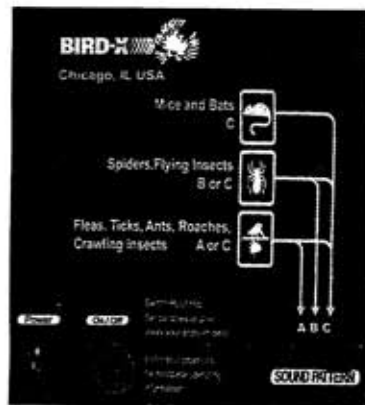 BIRD-X
Chicago, IL USA
Mice and Bats
C
Spiders, Flying Insects
B or C
Fleas, Ticks, Ants, Roaches,
Crawling Insects A or C
A B C
Power
On/Off
SOUND PATTERN